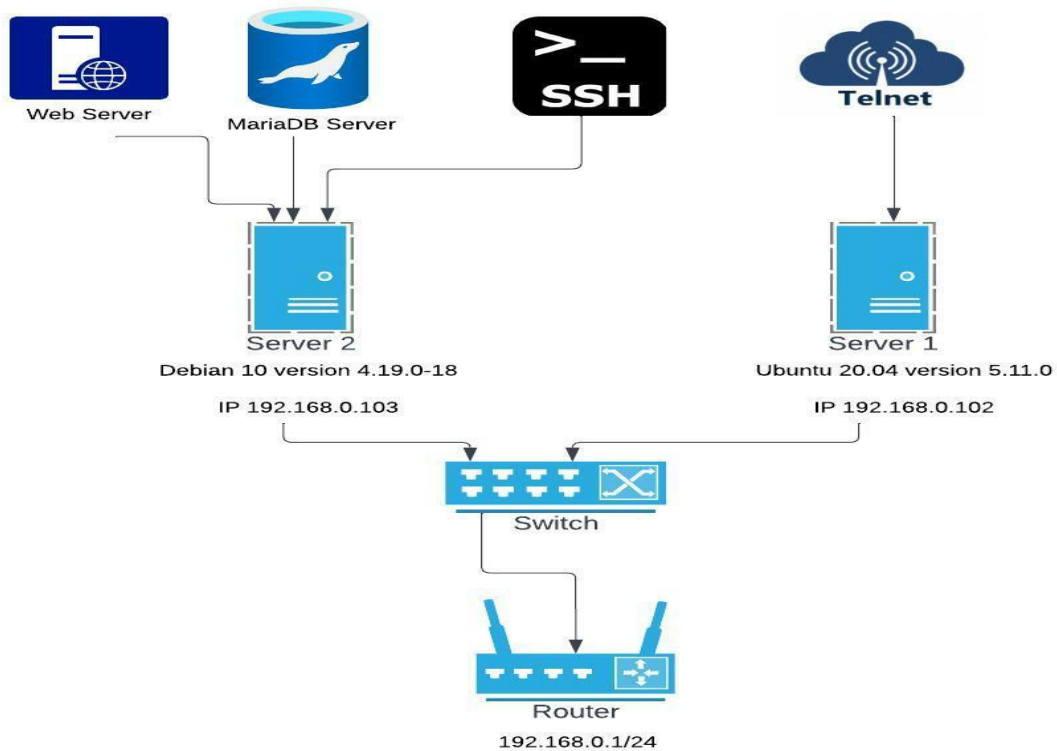 >_
SSH
Telnet
Web Server
MariaDB Server
Server 2
Server 1
Debian 10 version 4.19.0-18
Ubuntu 20.04 version 5.11.0
IP 192.168.0.103
IP 192.168.0.102
Switch
Router
192.168.0.1/24